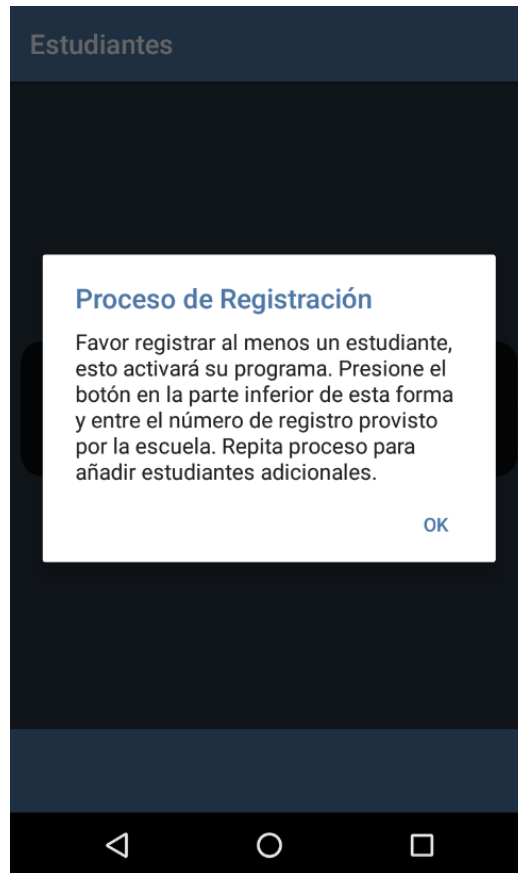 Estudiantes
Proceso de Registración
Favor registrar al menos un estudiante,
esto activará su programa. Presione el
botón en la parte inferior de esta forma
y entre el número de registro provisto
por la escuela. Repita proceso para
añadir estudiantes adicionales.
OK